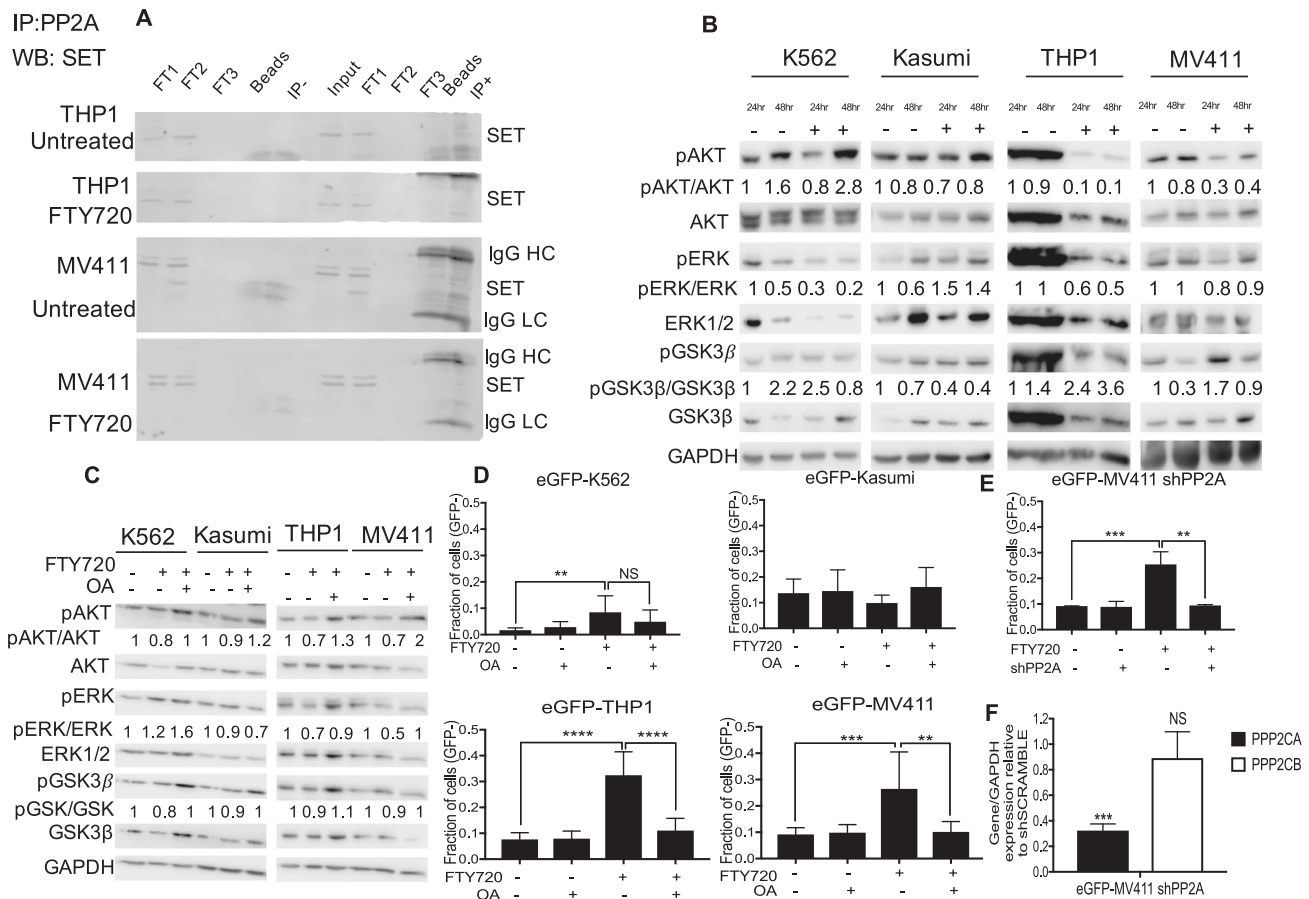 IP:PP2A
WB: SET
A
FT1 FT2 FT3 Beads IP- Input FT1 FT2 FT3 Beads IP+
THP1
Untreated
SET
THP1
FTY720
SET
MV411
Untreated
IgG HC
SET
IgG LC
MV411
FTY720
IgG HC
SET
IgG LC
B
K562 Kasumi THP1 MV411
24hr 48hr 24hr 48hr 24hr 48hr 24hr 48hr 24hr 48hr 24hr 48hr 24hr 48hr 24hr 48hr
- - + + - - + + - - + + - - + +
pAKT
pAKT/AKT 1 1.6 0.8 2.8 1 0.8 0.7 0.8 1 0.9 0.1 0.1 1 0.8 0.3 0.4
AKT
pERK
pERK/ERK 1 0.5 0.3 0.2 1 0.6 1.5 1.4 1 1 0.6 0.5 1 1 0.8 0.9
ERK1/2
pGSK3β
pGSK3β/GSK3β 1 2.2 2.5 0.8 1 0.7 0.4 0.4 1 1.4 2.4 3.6 1 0.3 1.7 0.9
GSK3β
GAPDH
C
K562 Kasumi THP1 MV411
FTY720 - + + - + + - + + - + +
OA - - + - - + - - + - - +
pAKT
pAKT/AKT 1 0.8 1 1 0.9 1.2 1 0.7 1.3 1 0.7 2
AKT
pERK
pERK/ERK 1 1.2 1.6 1 0.9 0.7 1 0.7 0.9 1 0.5 1
ERK1/2
pGSK3β
pGSK/GSK 1 0.8 1 1 0.9 1 1 0.9 1.1 1 0.9 1
GSK3β
GAPDH
D
eGFP-K562
Fraction of cells (GFP-)
0.5
0.4
0.3
0.2
0.1
0.0
** NS
FTY720 - - + +
OA - + - +
eGFP-Kasumi
Fraction of cells (GFP-)
0.5
0.4
0.3
0.2
0.1
0.0
FTY720 - - + +
OA - + - +
eGFP-THP1
Fraction of cells (GFP-)
0.5
0.4
0.3
0.2
0.1
0.0
**** ****
FTY720 - - + +
OA - + - +
eGFP-MV411
Fraction of cells (GFP-)
0.5
0.4
0.3
0.2
0.1
0.0
*** **
FTY720 - - + +
OA - + - +
E
eGFP-MV411 shPP2A
Fraction of cells (GFP-)
0.5
0.4
0.3
0.2
0.1
0.0
*** **
FTY720 - - + +
shPP2A - + - +
F
Gene/GAPDH
expression relative
to shSCRAMBLE
1.2
1.0
0.8
0.6
0.4
0.2
0.0
***
NS
eGFP-MV411 shPP2A
PPP2CA
PPP2CB